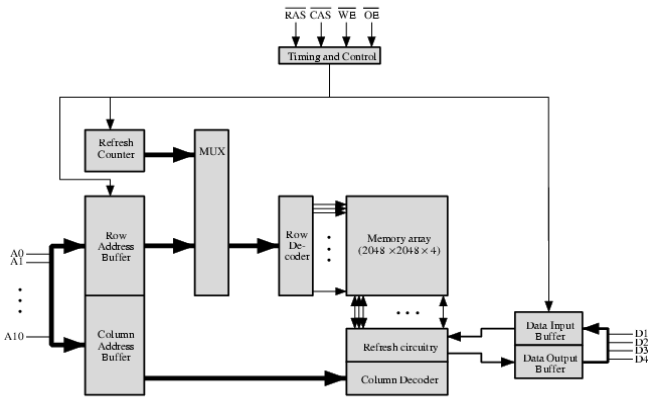 RAS CAS WE OE
Timing and Control
Refresh
Counter
MUX
Row
Address
Buffer
Row
De-
coder
Memory array
(2048 ×2048 ×4)
A0
A1
A10
Column
Address
Buffer
Refresh circuitry
Column Decoder
Data Input
Buffer
Data Output
Buffer
D1
D2
D3
D4